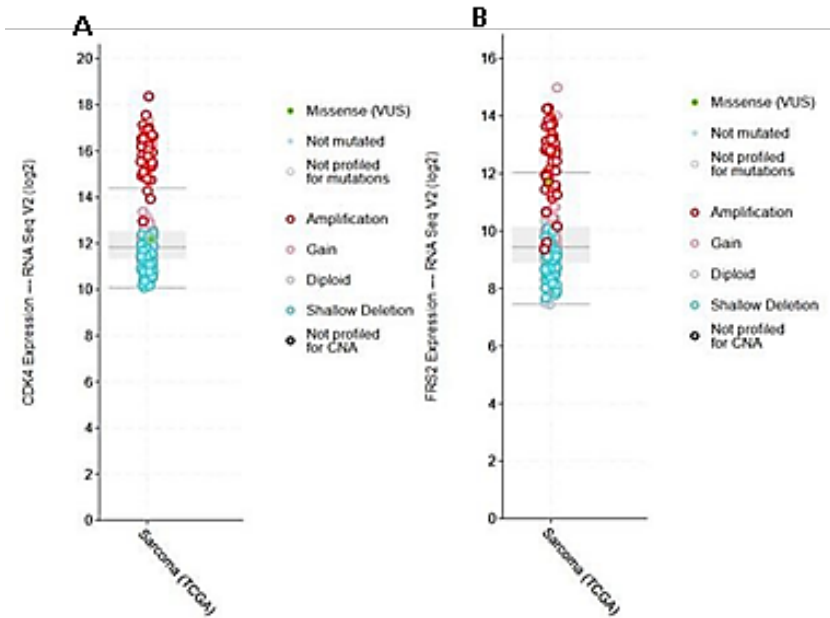 A
20
18
16
14
12
10
8
6
4
2
0
CDK4 Expression --- RNA Seq V2 (log2)
Sarcoma (TCGA)
Missense (VUS)
Not mutated
Not profiled
for mutations
Amplification
Gain
Diploid
Shallow Deletion
Not profiled
for CNA
B
16
14
12
10
8
6
4
2
0
FRS2 Expression --- RNA Seq V2 (log2)
Sarcoma (TCGA)
Missense (VUS)
Not mutated
Not profiled
for mutations
Amplification
Gain
Diploid
Shallow Deletion
Not profiled
for CNA